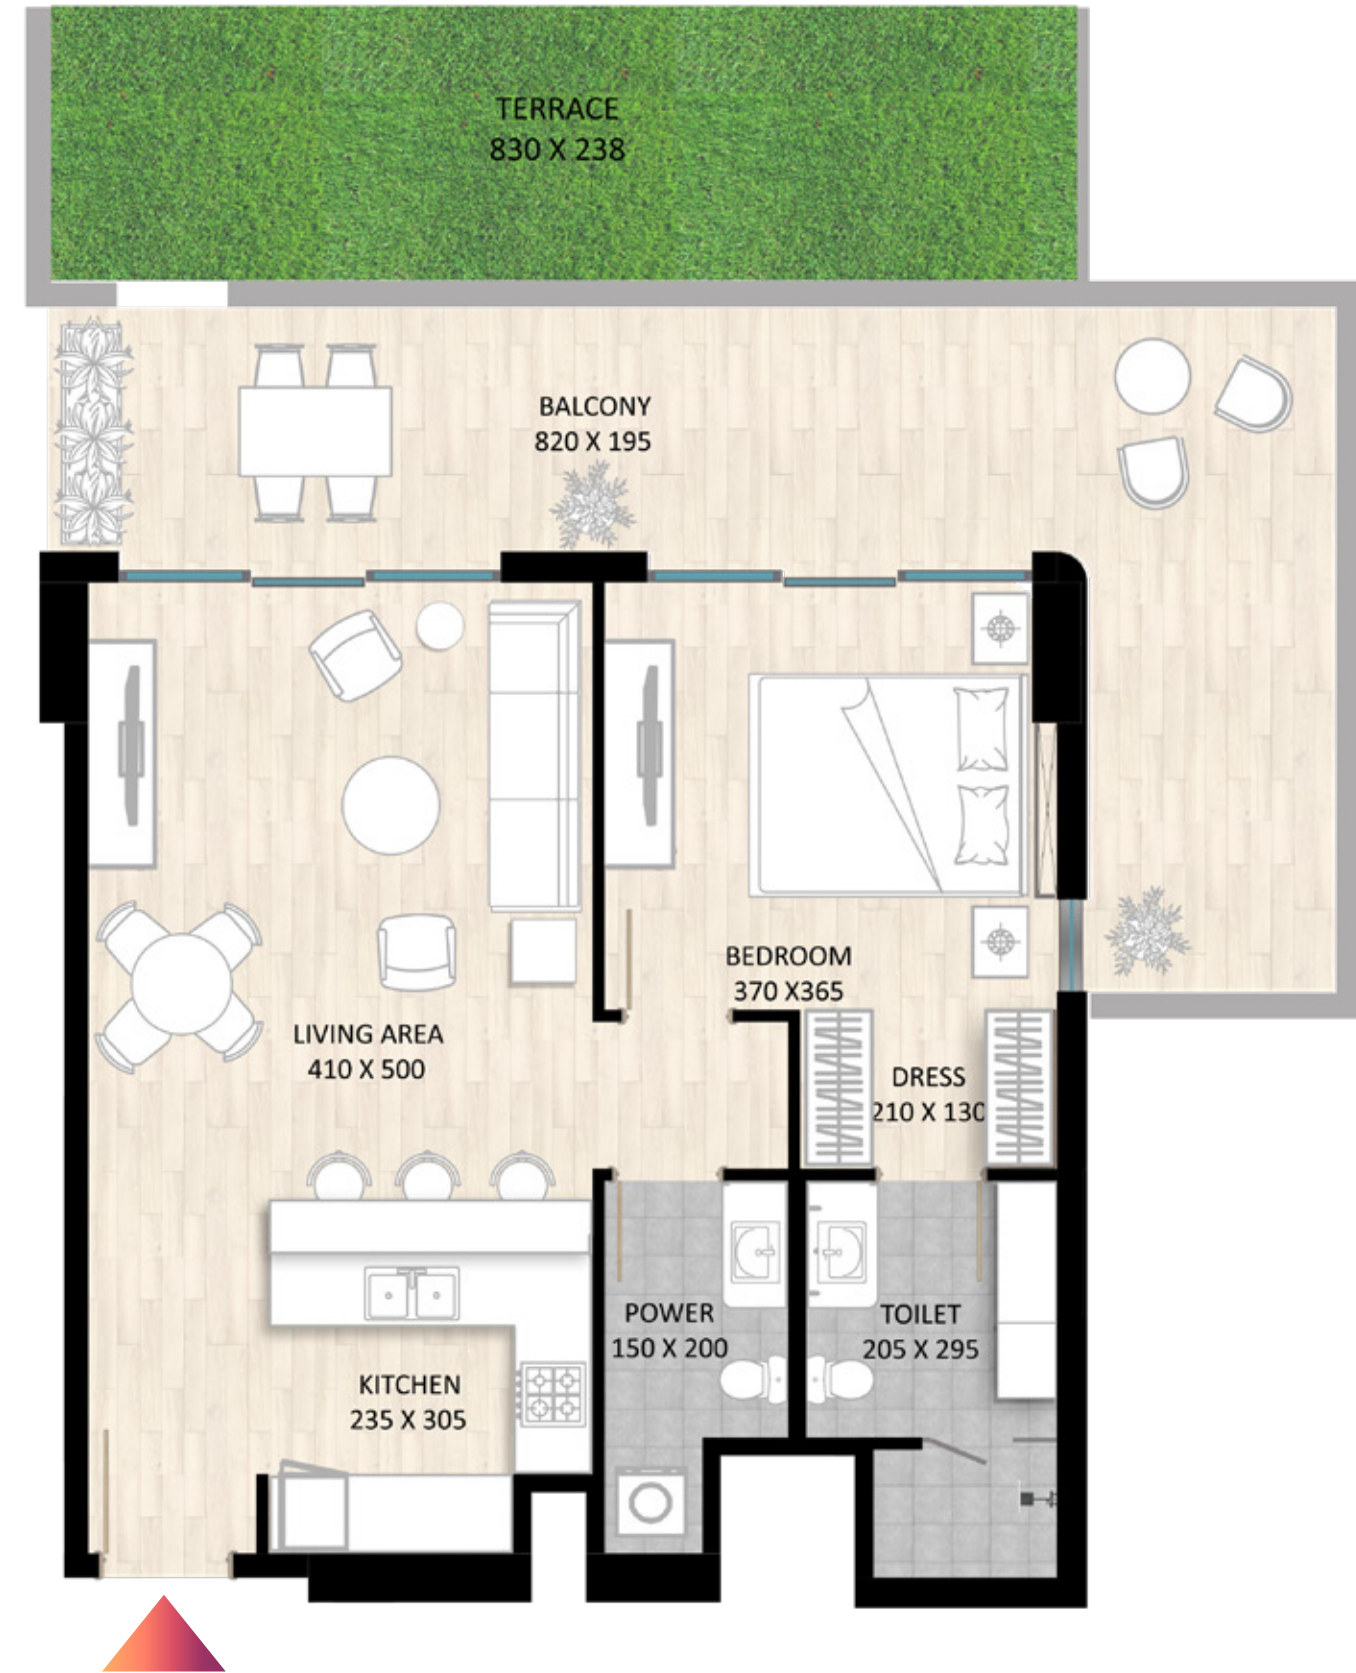 TERRACE
830 X 238
BALCONY
820 X 195
BEDROOM
370 X365
LIVING AREA
410 X 500
DRESS
210 X 130
POWER
150 X 200
TOILET
205 X 295
KITCHEN
235 X 305